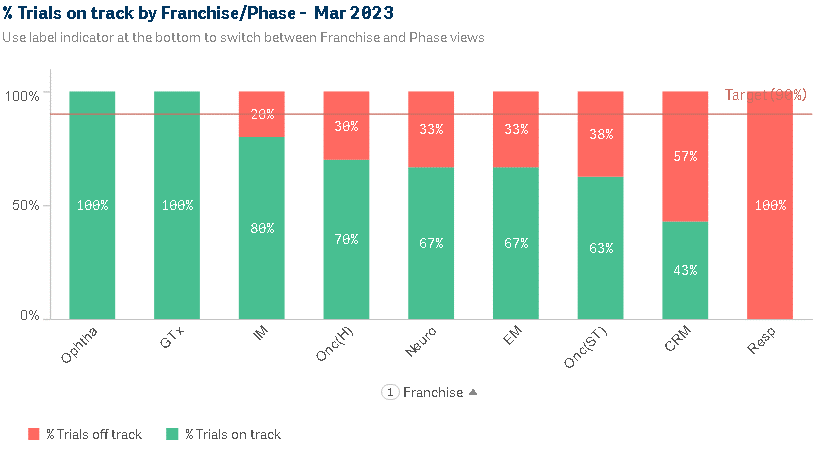 % Trials on track by Franchise/Phase - Mar 2023
Use label indicator at the bottom to switch between Franchise and Phase views
100%
Target (90%)
20%
30%
33%
33%
38%
57%
50%
100%
100%
80%
70%
67%
67%
63%
43%
100%
0%
Ophtha
GTx
IM
Onc(H)
Neuro
EM
Onc(ST)
CRM
Resp
1 Franchise
% Trials off track
% Trials on track